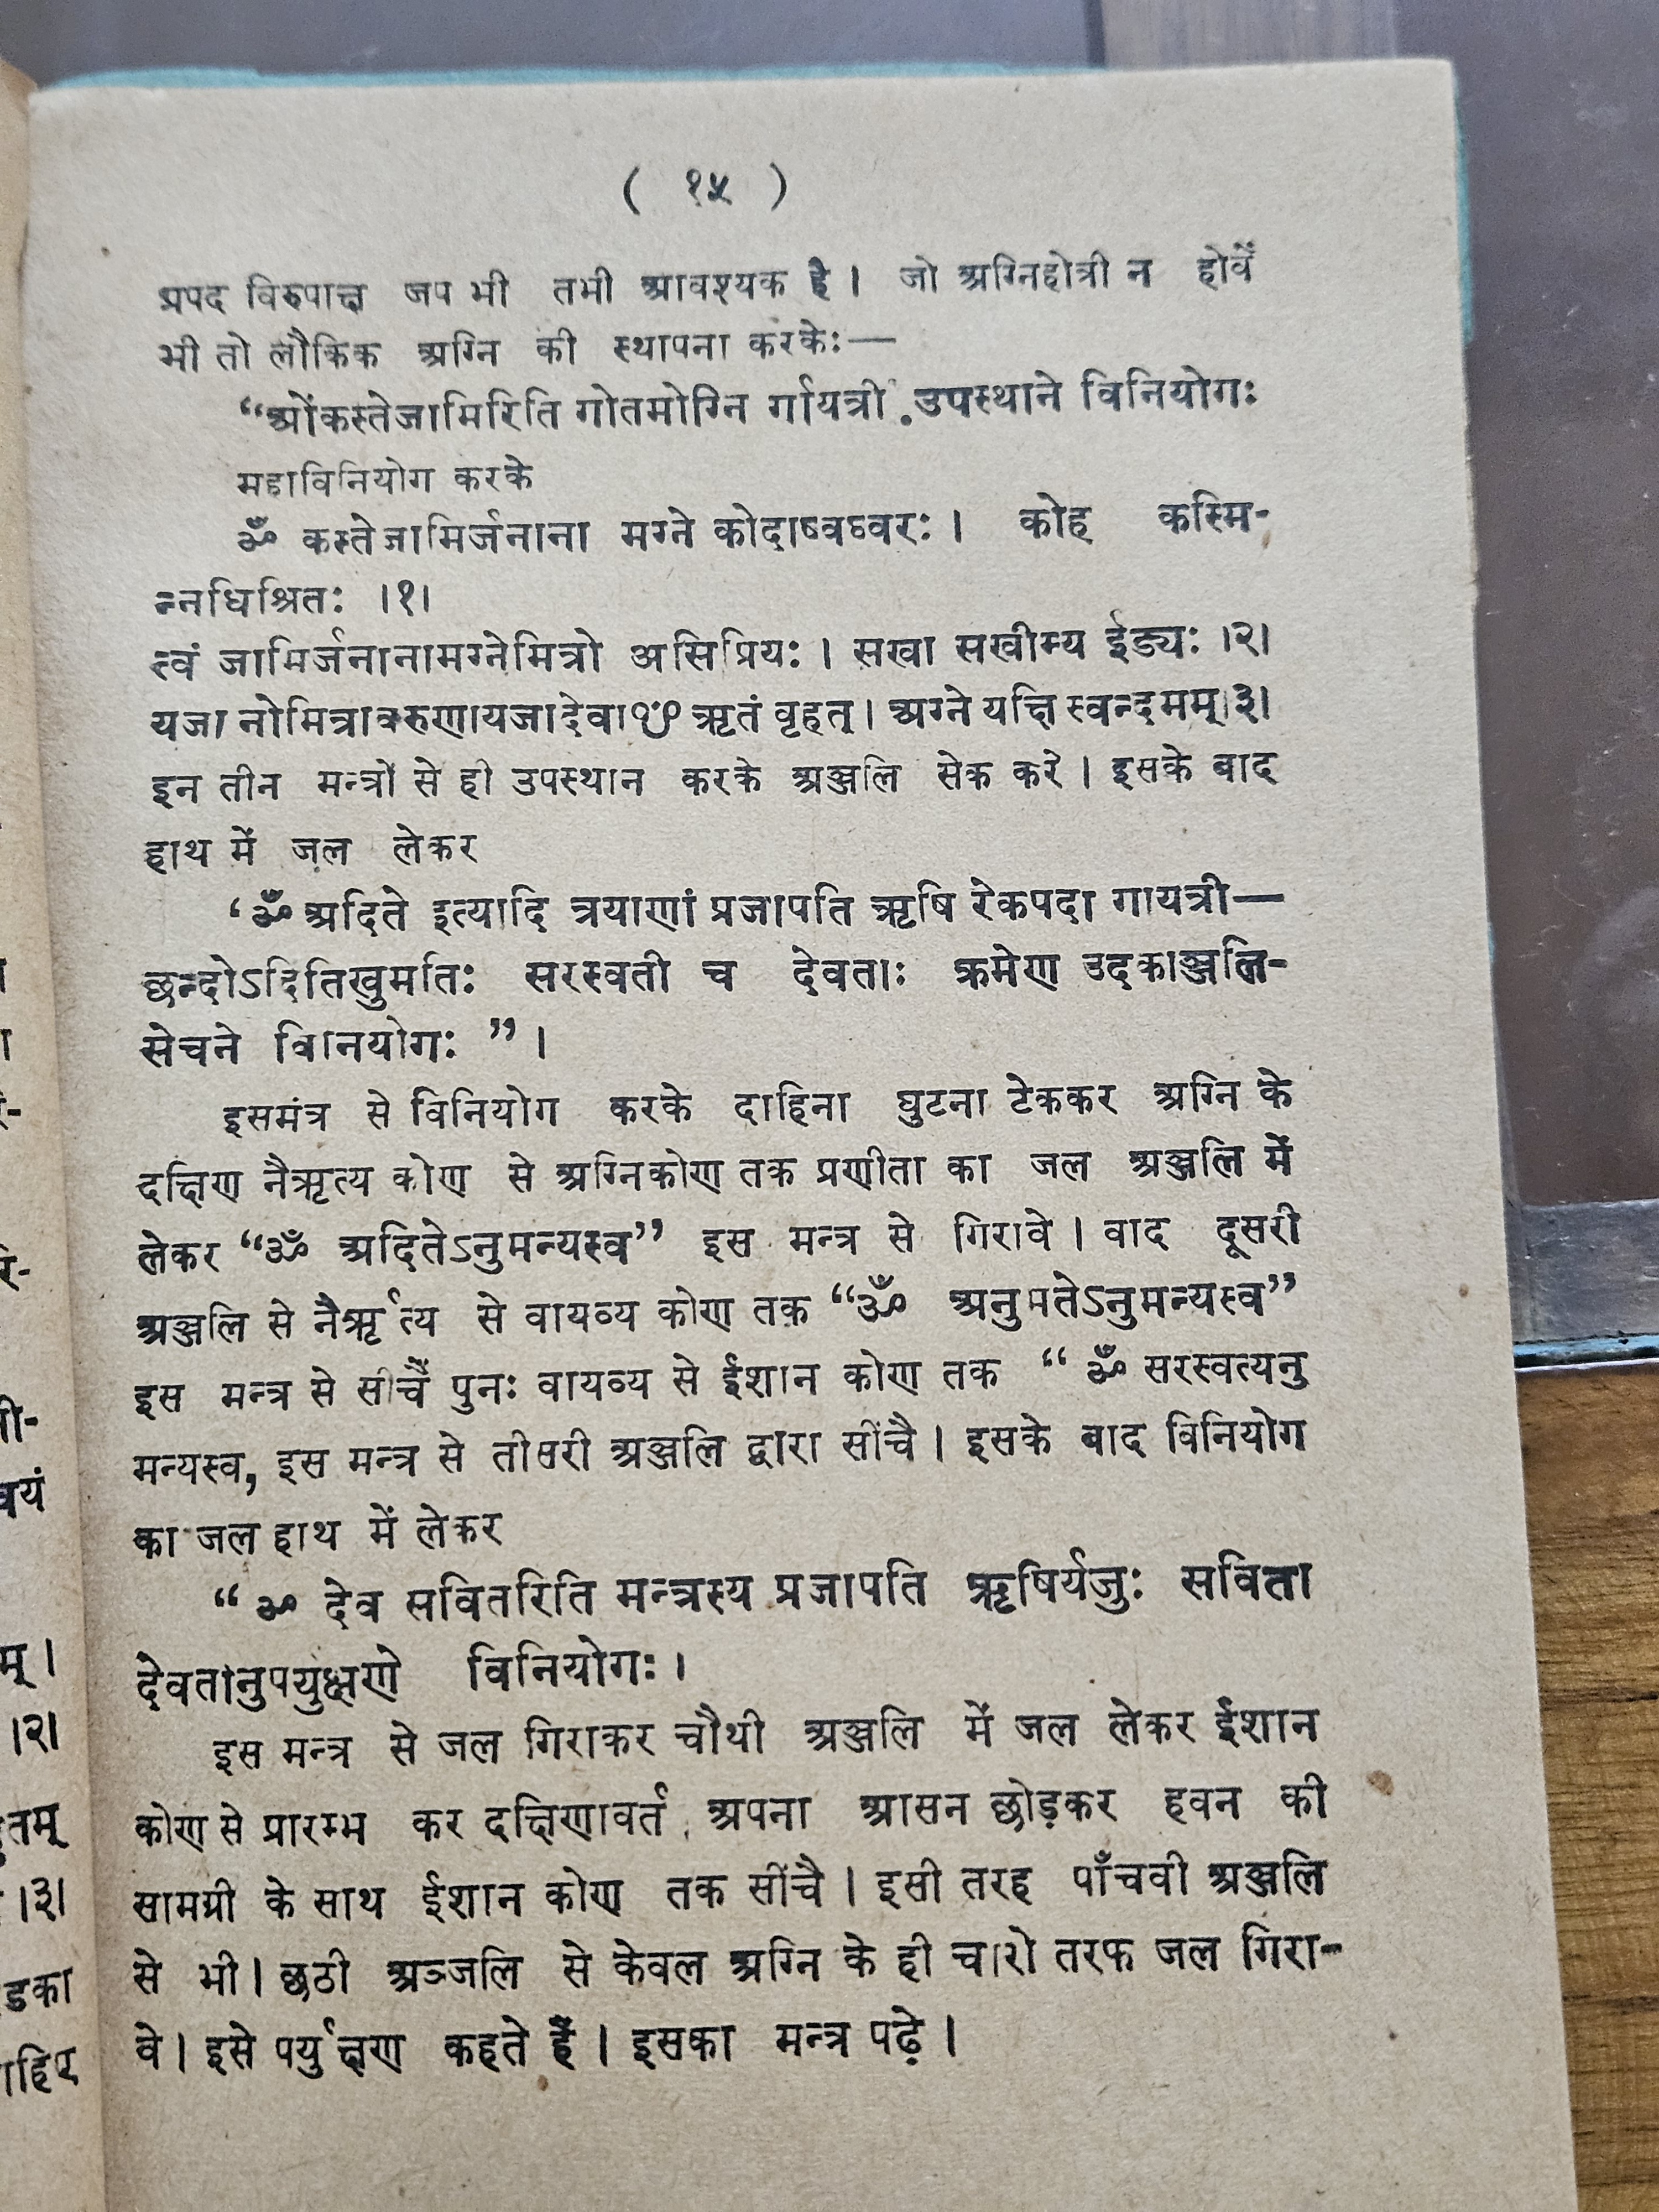 ( १५ )
प्रपद विरुपाक्ष जप भी तभी आवश्यक है । जो अग्निहोत्री न होवें
भी तो लौकिक अग्नि की स्थापना करकेः—
“ओंकस्तेजामिरिति गोतमोग्नि र्गायत्री उपस्थाने विनियोगः
महाविनियोग करके
ॐ कस्तेजामिर्जनाना मग्ने कोदाष्वध्वरः । कोह कस्मि-
न्नधिश्रितः ।१।
त्वं जामिर्जनानामग्नेमित्रो असिप्रियः । सखा सखीम्य ईड्यः ।२।
यजा नोमित्रावरुणायजादेवाꣳ ऋतं वृहत् । अग्ने यक्षि स्वन्दमम्।३।
इन तीन मन्त्रों से ही उपस्थान करके अञ्जलि सेक करे । इसके बाद
हाथ में जल लेकर
‘ॐ अदिते इत्यादि त्रयाणां प्रजापति ऋषि रेकपदा गायत्री—
छन्दोऽदितिखुमतिः सरस्वती च देवताः क्रमेण उदकाञ्जलि-
सेचने विनियोगः ” ।
इसमंत्र से विनियोग करके दाहिना घुटना टेककर अग्नि के
दक्षिण नैऋत्य कोण से अग्निकोण तक प्रणीता का जल अञ्जलि में
लेकर “ॐ अदितेऽनुमन्यस्व” इस मन्त्र से गिरावे । वाद दूसरी
अञ्जलि से नैर्ऋत्य से वायव्य कोण तक “ॐ अनुमतेऽनुमन्यस्व”
इस मन्त्र से सींचैं पुनः वायव्य से ईशान कोण तक “ ॐ सरस्वत्यनु
मन्यस्व, इस मन्त्र से तीसरी अञ्जलि द्वारा सींचै । इसके बाद विनियोग
का जल हाथ में लेकर
“ ॐ देव सवितरिति मन्त्रस्य प्रजापति ऋषिर्यजुः सविता
देवतानुपयुक्षणे विनियोगः ।
इस मन्त्र से जल गिराकर चौथी अञ्जलि में जल लेकर ईशान
कोण से प्रारम्भ कर दक्षिणावर्त अपना आसन छोड़कर हवन की
सामग्री के साथ ईशान कोण तक सींचै । इसी तरह पाँचवी अञ्जलि
से भी । छठी अञ्जलि से केवल अग्नि के ही चारो तरफ जल गिरा-
वे । इसे पर्युक्षण कहते हैं । इसका मन्त्र पढ़े ।